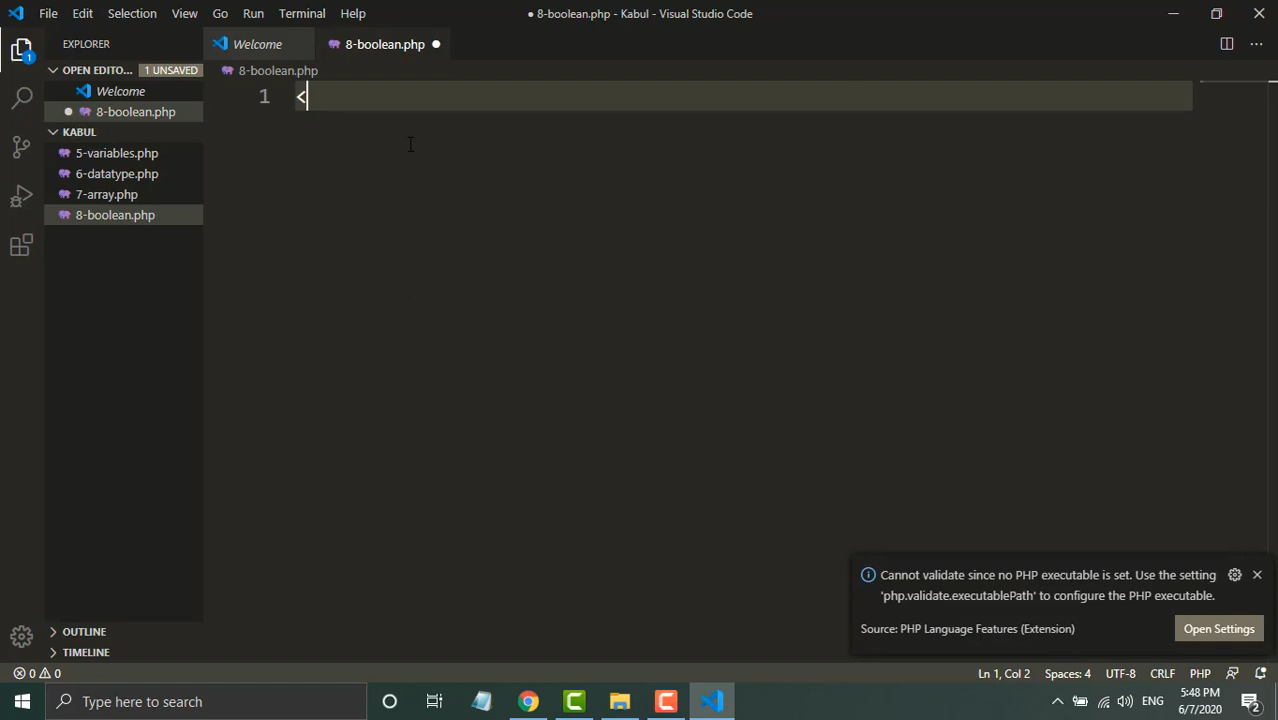 File Edit Selection View Go Run Terminal Help
● 8-boolean.php - Kabul - Visual Studio Code
EXPLORER
Welcome
8-boolean.php ●
OPEN EDITO... 1 UNSAVED
Welcome
8-boolean.php
KABUL
5-variables.php
6-datatype.php
7-array.php
8-boolean.php
8-boolean.php
1 <
1
OUTLINE
TIMELINE
Cannot validate since no PHP executable is set. Use the setting
'php.validate.executablePath' to configure the PHP executable.
Source: PHP Language Features (Extension)
Open Settings
0 0
Ln 1, Col 2 Spaces: 4 UTF-8 CRLF PHP
Type here to search
ENG
5:48 PM
6/7/2020
2